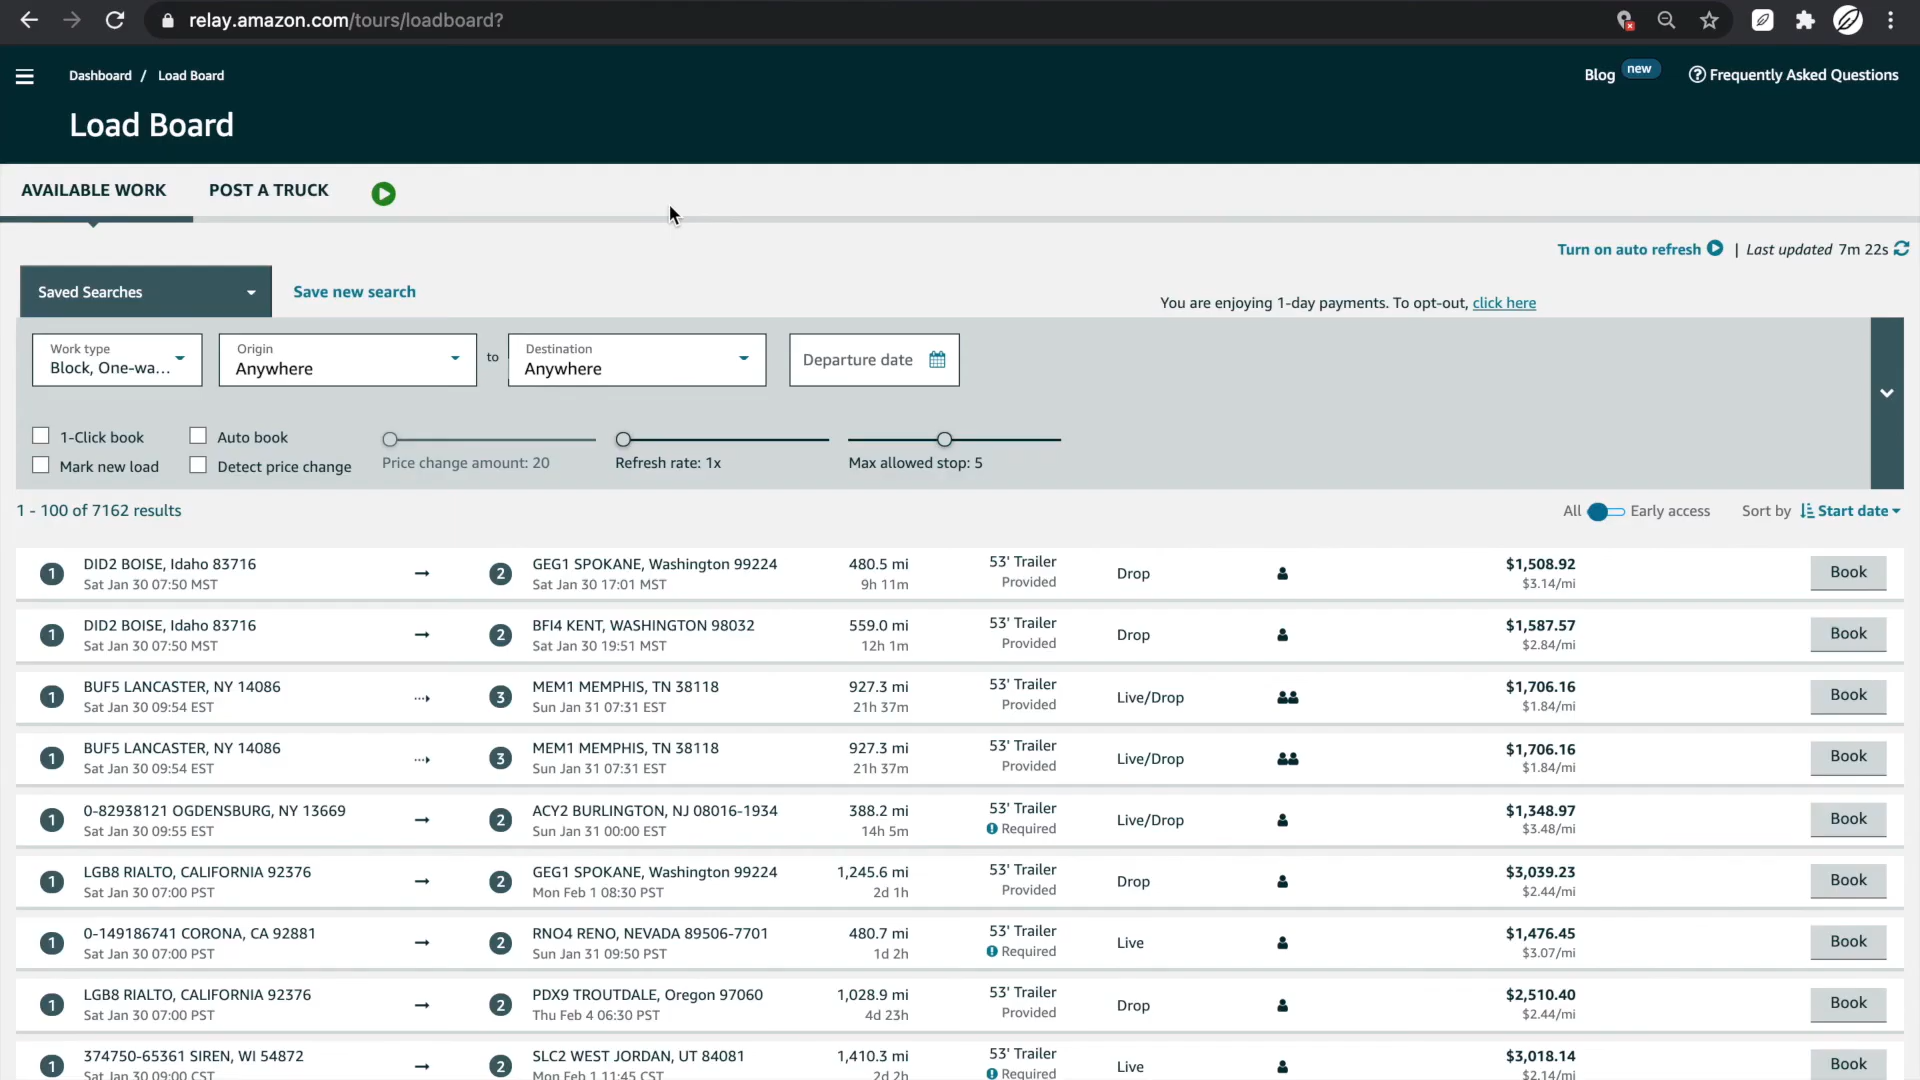 relay.amazon.com/tours/loadboard?
Dashboard / Load Board
Blog new
Frequently Asked Questions
Load Board
AVAILABLE WORK
POST A TRUCK
Turn on auto refresh | Last updated 7m 22s
Saved Searches
Save new search
You are enjoying 1-day payments. To opt-out, click here
Work type
Block, One-wa...
Origin
Anywhere
to
Destination
Anywhere
Departure date
1-Click book
Auto book
Mark new load
Detect price change
Price change amount: 20
Refresh rate: 1x
Max allowed stop: 5
1 - 100 of 7162 results
All Early access
Sort by Start date
1 DID2 BOISE, Idaho 83716 → 2 GEG1 SPOKANE, Washington 99224 480.5 mi 53' Trailer Drop $1,508.92 Book
Sat Jan 30 07:50 MST Sat Jan 30 17:01 MST 9h 11m Provided $3.14/mi
1 DID2 BOISE, Idaho 83716 → 2 BFI4 KENT, WASHINGTON 98032 559.0 mi 53' Trailer Drop $1,587.57 Book
Sat Jan 30 07:50 MST Sat Jan 30 19:51 MST 12h 1m Provided $2.84/mi
1 BUF5 LANCASTER, NY 14086 3 MEM1 MEMPHIS, TN 38118 927.3 mi 53' Trailer Live/Drop $1,706.16 Book
Sat Jan 30 09:54 EST Sun Jan 31 07:31 EST 21h 37m Provided $1.84/mi
1 BUF5 LANCASTER, NY 14086 3 MEM1 MEMPHIS, TN 38118 927.3 mi 53' Trailer Live/Drop $1,706.16 Book
Sat Jan 30 09:54 EST Sun Jan 31 07:31 EST 21h 37m Provided $1.84/mi
1 0-82938121 OGDENSBURG, NY 13669 → 2 ACY2 BURLINGTON, NJ 08016-1934 388.2 mi 53' Trailer Live/Drop $1,348.97 Book
Sat Jan 30 09:55 EST Sun Jan 31 00:00 EST 14h 5m Required $3.48/mi
1 LGB8 RIALTO, CALIFORNIA 92376 → 2 GEG1 SPOKANE, Washington 99224 1,245.6 mi 53' Trailer Drop $3,039.23 Book
Sat Jan 30 07:00 PST Mon Feb 1 08:30 PST 2d 1h Provided $2.44/mi
1 0-149186741 CORONA, CA 92881 → 2 RNO4 RENO, NEVADA 89506-7701 480.7 mi 53' Trailer Live $1,476.45 Book
Sat Jan 30 07:00 PST Sun Jan 31 09:50 PST 1d 2h Required $3.07/mi
1 LGB8 RIALTO, CALIFORNIA 92376 → 2 PDX9 TROUTDALE, Oregon 97060 1,028.9 mi 53' Trailer Drop $2,510.40 Book
Sat Jan 30 07:00 PST Thu Feb 4 06:30 PST 4d 23h Provided $2.44/mi
1 374750-65361 SIREN, WI 54872 → 2 SLC2 WEST JORDAN, UT 84081 1,410.3 mi 53' Trailer Live $3,018.14 Book
Sat Jan 30 09:00 CST Mon Feb 1 11:45 CST 2d 2h Required $2.14/mi